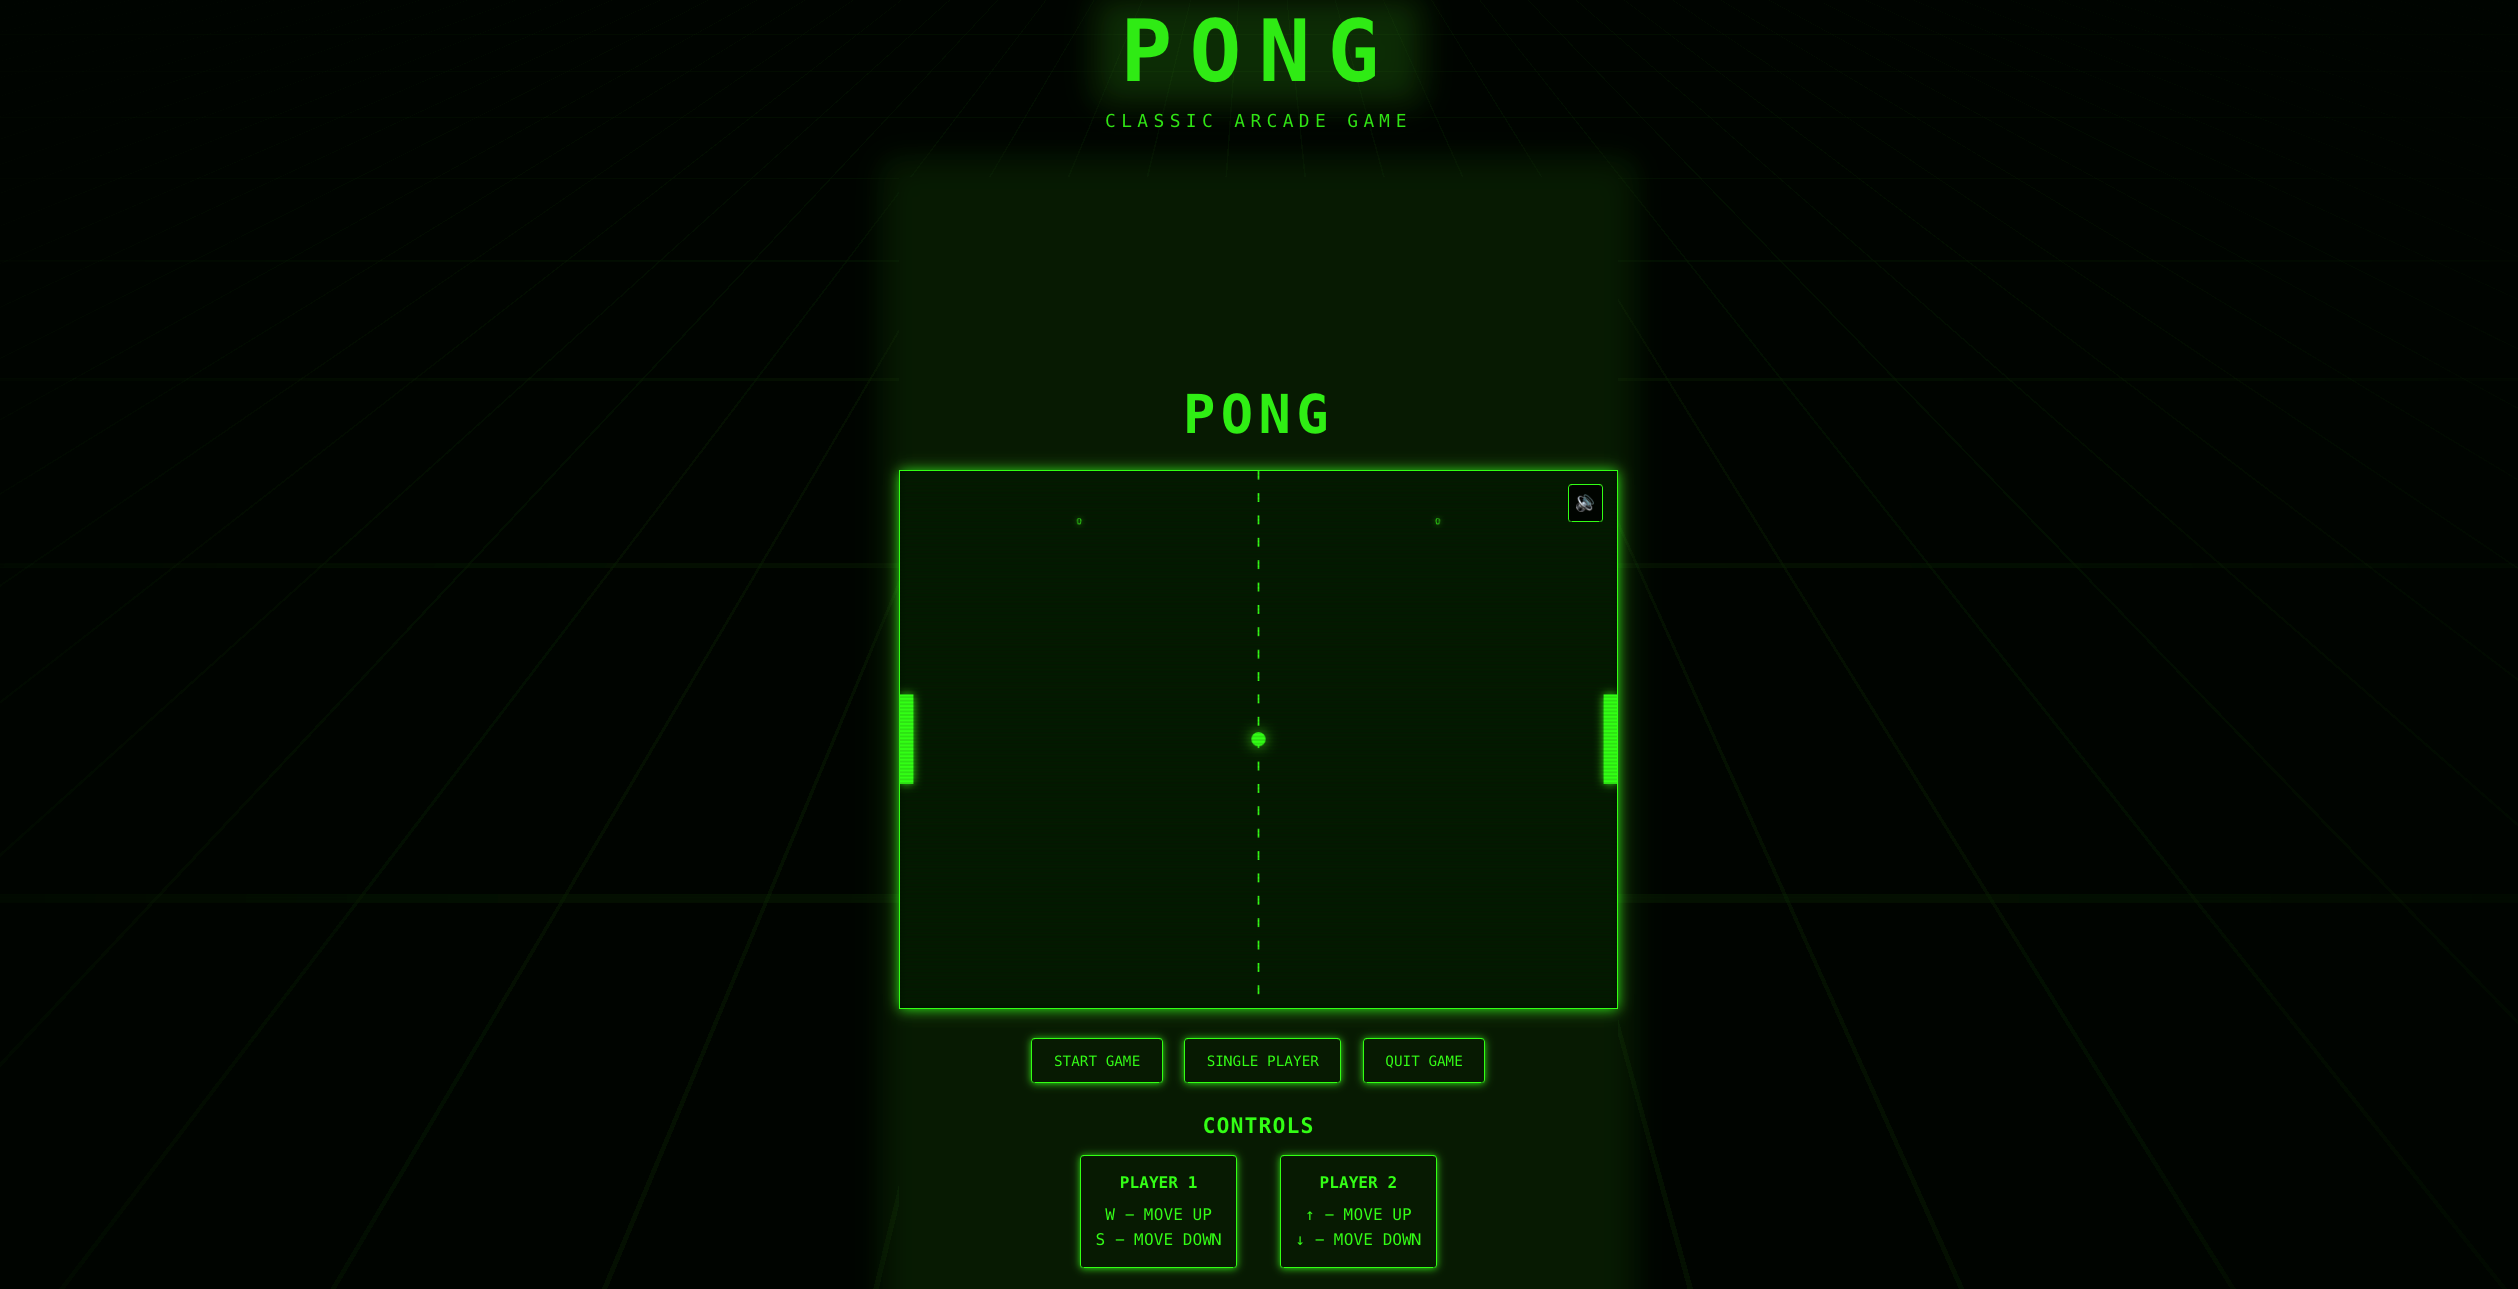 PONG
CLASSIC ARCADE GAME
PONG
0 0
START GAME SINGLE PLAYER QUIT GAME
CONTROLS
PLAYER 1
W – MOVE UP
S – MOVE DOWN
PLAYER 2
↑ – MOVE UP
↓ – MOVE DOWN